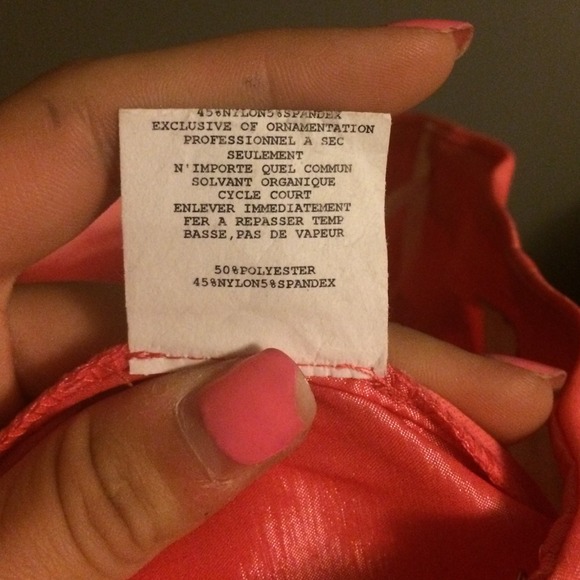 45%NYLON5%SPANDEX
EXCLUSIVE OF ORNAMENTATION
PROFESSIONNEL A SEC
SEULEMENT
N'IMPORTE QUEL COMMUN
SOLVANT ORGANIQUE
CYCLE COURT
ENLEVER IMMEDIATEMENT
FER A REPASSER TEMP
BASSE,PAS DE VAPEUR
50%POLYESTER
45%NYLON5%SPANDEX